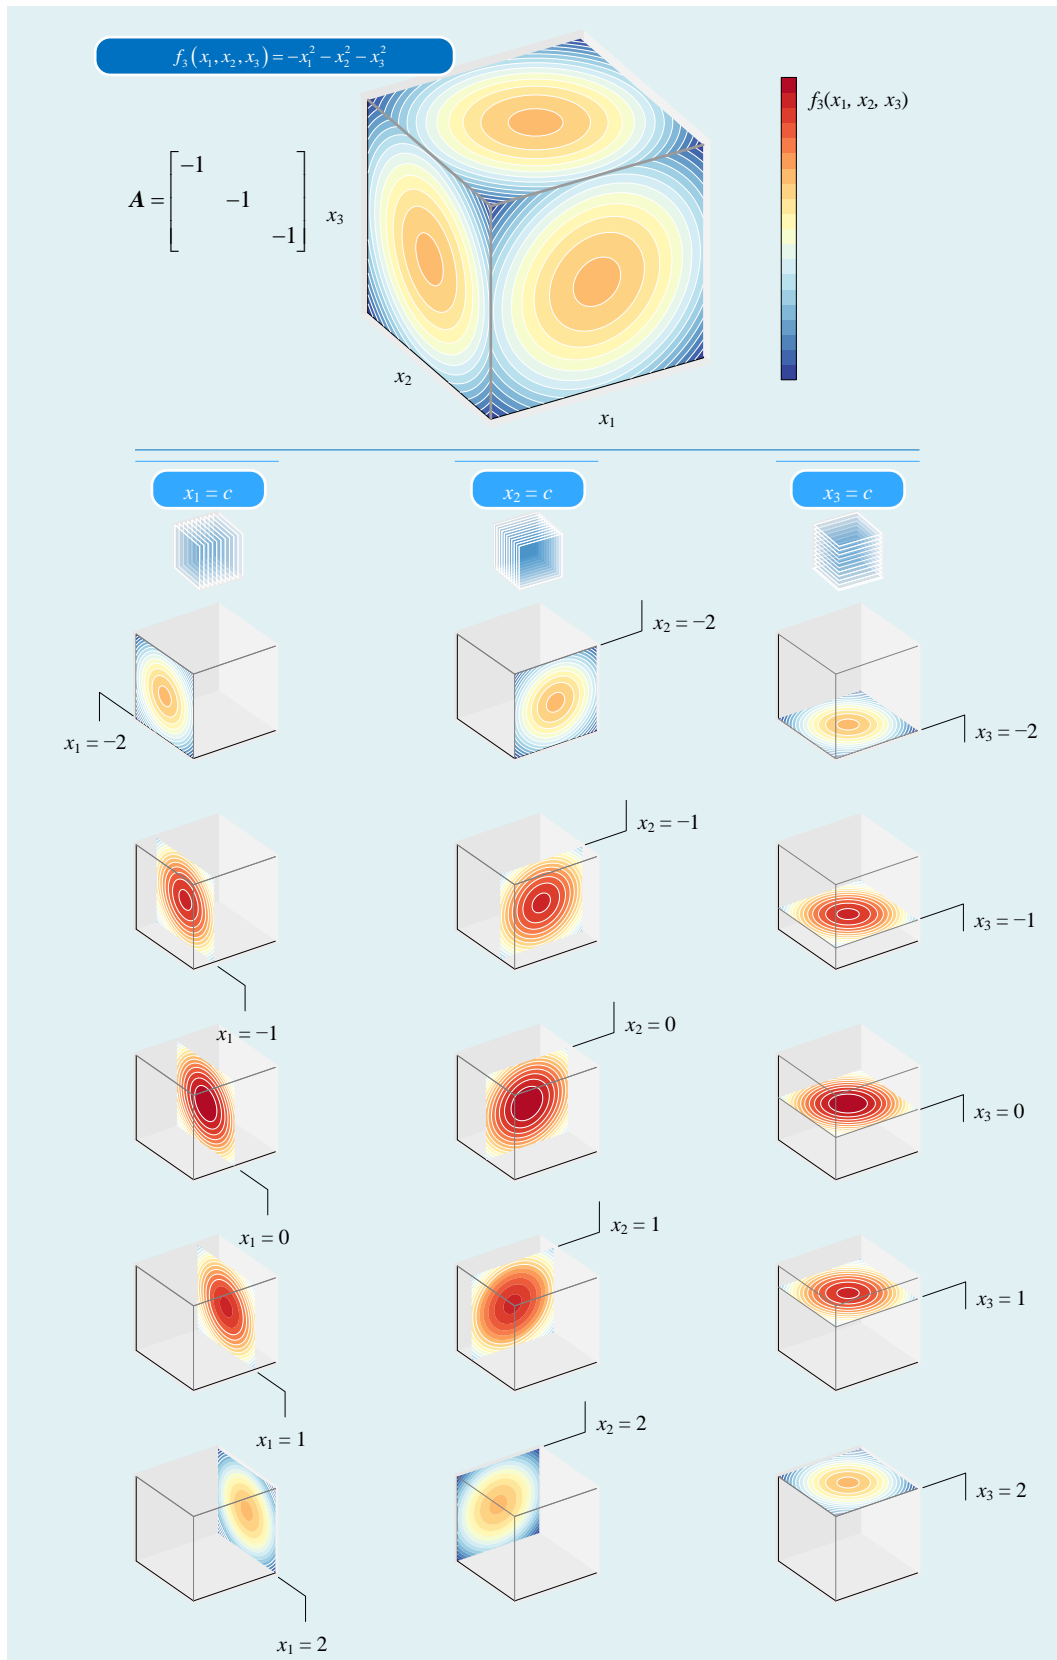 f₃(x₁, x₂, x₃) = −x₁² − x₂² − x₃²
f₃(x₁, x₂, x₃)
A = [−1
−1
−1]
x₃
x₂
x₁
x₁ = c x₂ = c x₃ = c
x₁ = −2
x₂ = −2
x₃ = −2
x₁ = −1
x₂ = −1
x₃ = −1
x₁ = 0
x₂ = 0
x₃ = 0
x₁ = 1
x₂ = 1
x₃ = 1
x₁ = 2
x₂ = 2
x₃ = 2